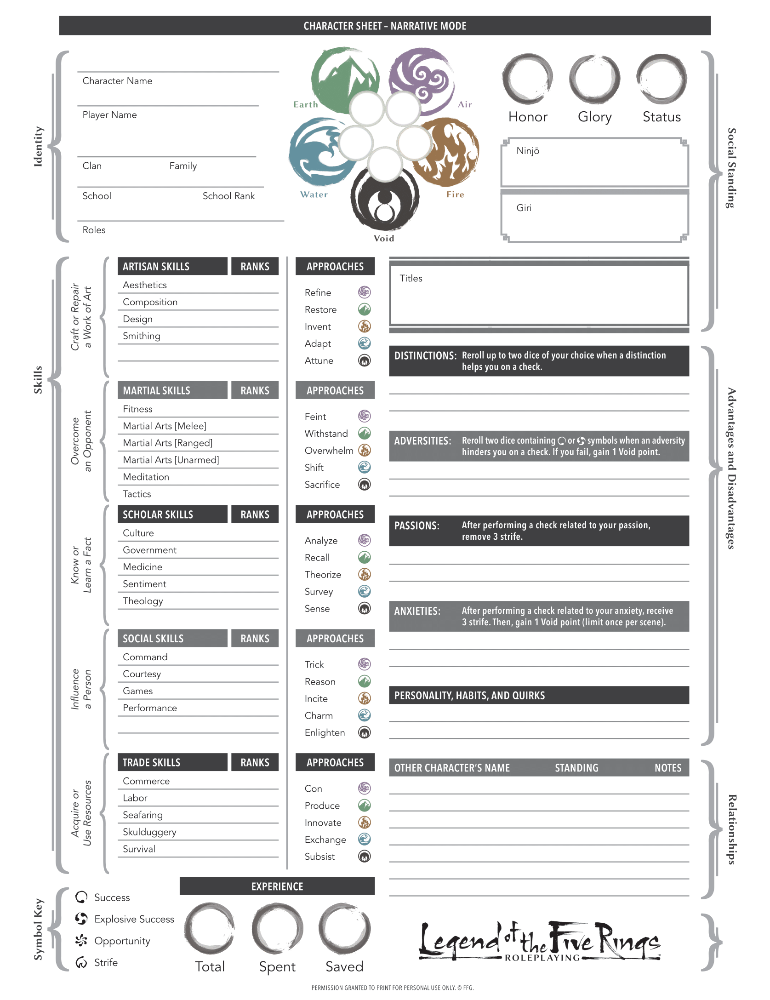 CHARACTER SHEET – NARRATIVE MODE
Identity
Character Name
Player Name
Clan Family
School School Rank
Roles
Earth
Air
Water
Fire
Void
Honor Glory Status
Ninjō
Giri
Titles
Social Standing
Skills
Craft or Repair
a Work of Art
ARTISAN SKILLS RANKS
Aesthetics
Composition
Design
Smithing
APPROACHES
Refine
Restore
Invent
Adapt
Attune
Overcome
an Opponent
MARTIAL SKILLS RANKS
Fitness
Martial Arts [Melee]
Martial Arts [Ranged]
Martial Arts [Unarmed]
Meditation
Tactics
APPROACHES
Feint
Withstand
Overwhelm
Shift
Sacrifice
Know or
Learn a Fact
SCHOLAR SKILLS RANKS
Culture
Government
Medicine
Sentiment
Theology
APPROACHES
Analyze
Recall
Theorize
Survey
Sense
Influence
a Person
SOCIAL SKILLS RANKS
Command
Courtesy
Games
Performance
APPROACHES
Trick
Reason
Incite
Charm
Enlighten
Acquire or
Use Resources
TRADE SKILLS RANKS
Commerce
Labor
Seafaring
Skulduggery
Survival
APPROACHES
Con
Produce
Innovate
Exchange
Subsist
DISTINCTIONS: Reroll up to two dice of your choice when a distinction
helps you on a check.
ADVERSITIES: Reroll two dice containing or symbols when an adversity
hinders you on a check. If you fail, gain 1 Void point.
PASSIONS: After performing a check related to your passion,
remove 3 strife.
ANXIETIES: After performing a check related to your anxiety, receive
3 strife. Then, gain 1 Void point (limit once per scene).
PERSONALITY, HABITS, AND QUIRKS
Advantages and Disadvantages
OTHER CHARACTER'S NAME STANDING NOTES
Relationships
Symbol Key
Success
Explosive Success
Opportunity
Strife
EXPERIENCE
Total Spent Saved
Legend of the Five Rings
ROLEPLAYING
TM
PERMISSION GRANTED TO PRINT FOR PERSONAL USE ONLY. © FFG.